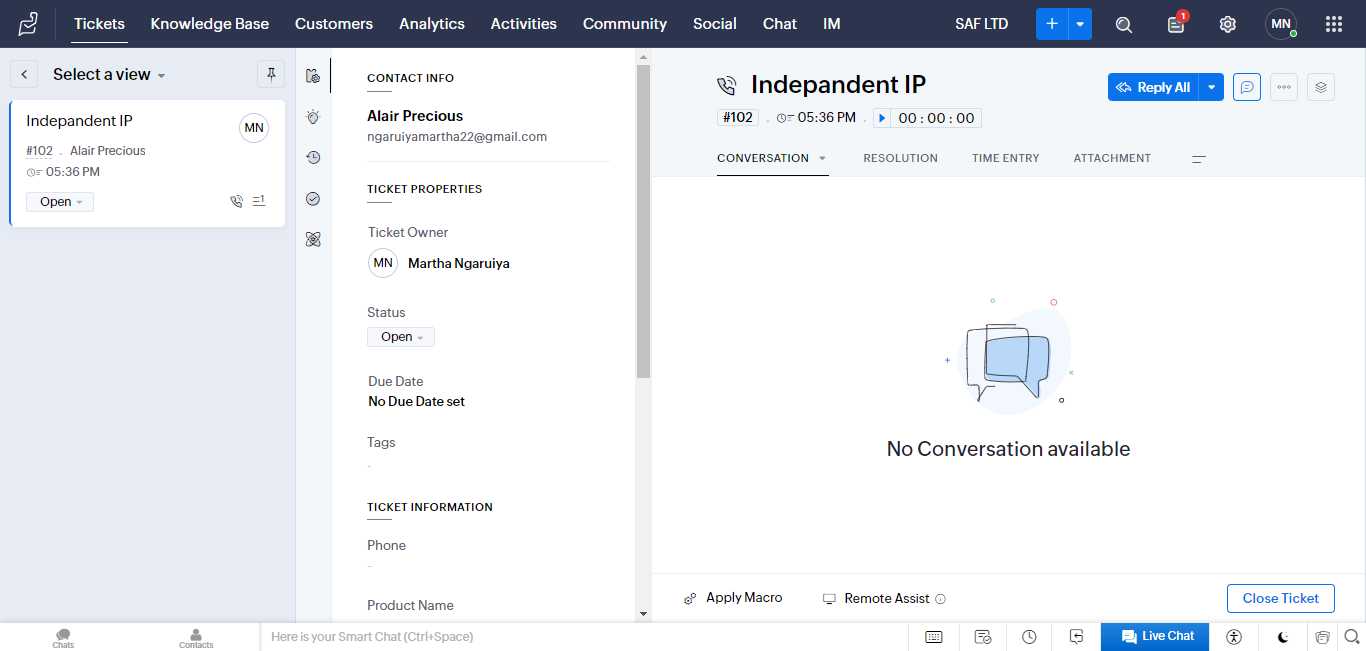 Tickets Knowledge Base Customers Analytics Activities Community Social Chat IM SAF LTD 1 MN
Select a view
Independent IP
MN
#102 . Alair Precious
05:36 PM
Open
1
CONTACT INFO
Alair Precious
ngaruiyamartha22@gmail.com
TICKET PROPERTIES
Ticket Owner
MN Martha Ngaruiya
Status
Open
Due Date
No Due Date set
Tags
-
TICKET INFORMATION
Phone
-
Product Name
Independant IP
Reply All
#102 . 05:36 PM . 00 : 00 : 00
CONVERSATION RESOLUTION TIME ENTRY ATTACHMENT
No Conversation available
Apply Macro Remote Assist Close Ticket
Chats Contacts Here is your Smart Chat (Ctrl+Space) Live Chat